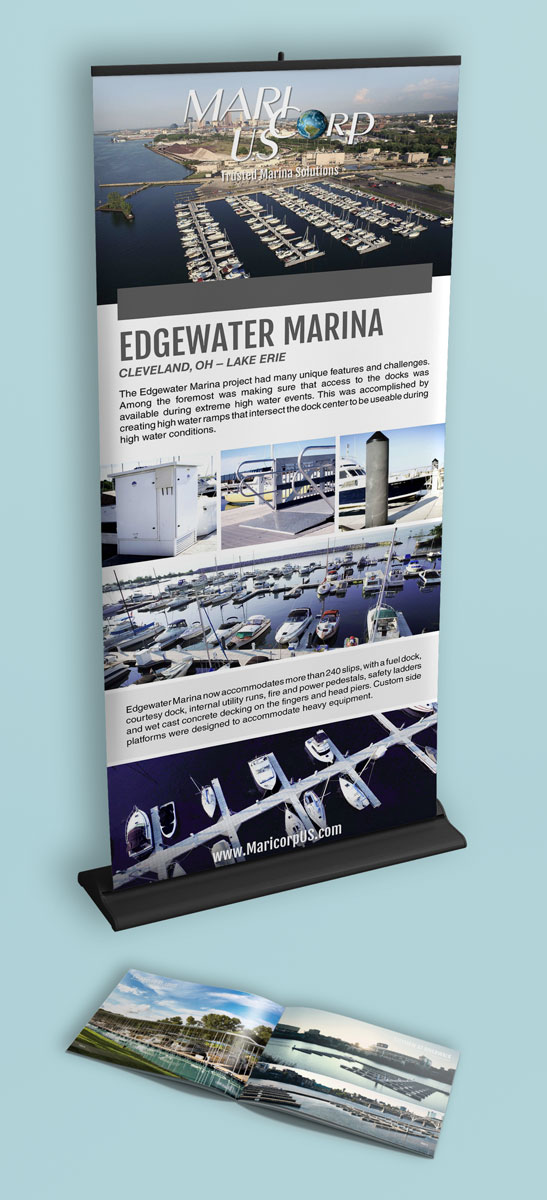 MARICORP
U.S.
Trusted Marina Solutions
EDGEWATER MARINA
CLEVELAND, OH – LAKE ERIE
The Edgewater Marina project had many unique features and challenges.
Among the foremost was making sure that access to the docks was
available during extreme high water events. This was accomplished by
creating high water ramps that intersect the dock center to be useable during
high water conditions.
Edgewater Marina now accommodates more than 240 slips, with a fuel dock,
courtesy dock, internal utility runs, fire and power pedestals, safety ladders
and wet cast concrete decking on the fingers and head piers. Custom side
platforms were designed to accommodate heavy equipment.
www.MaricorpUS.com